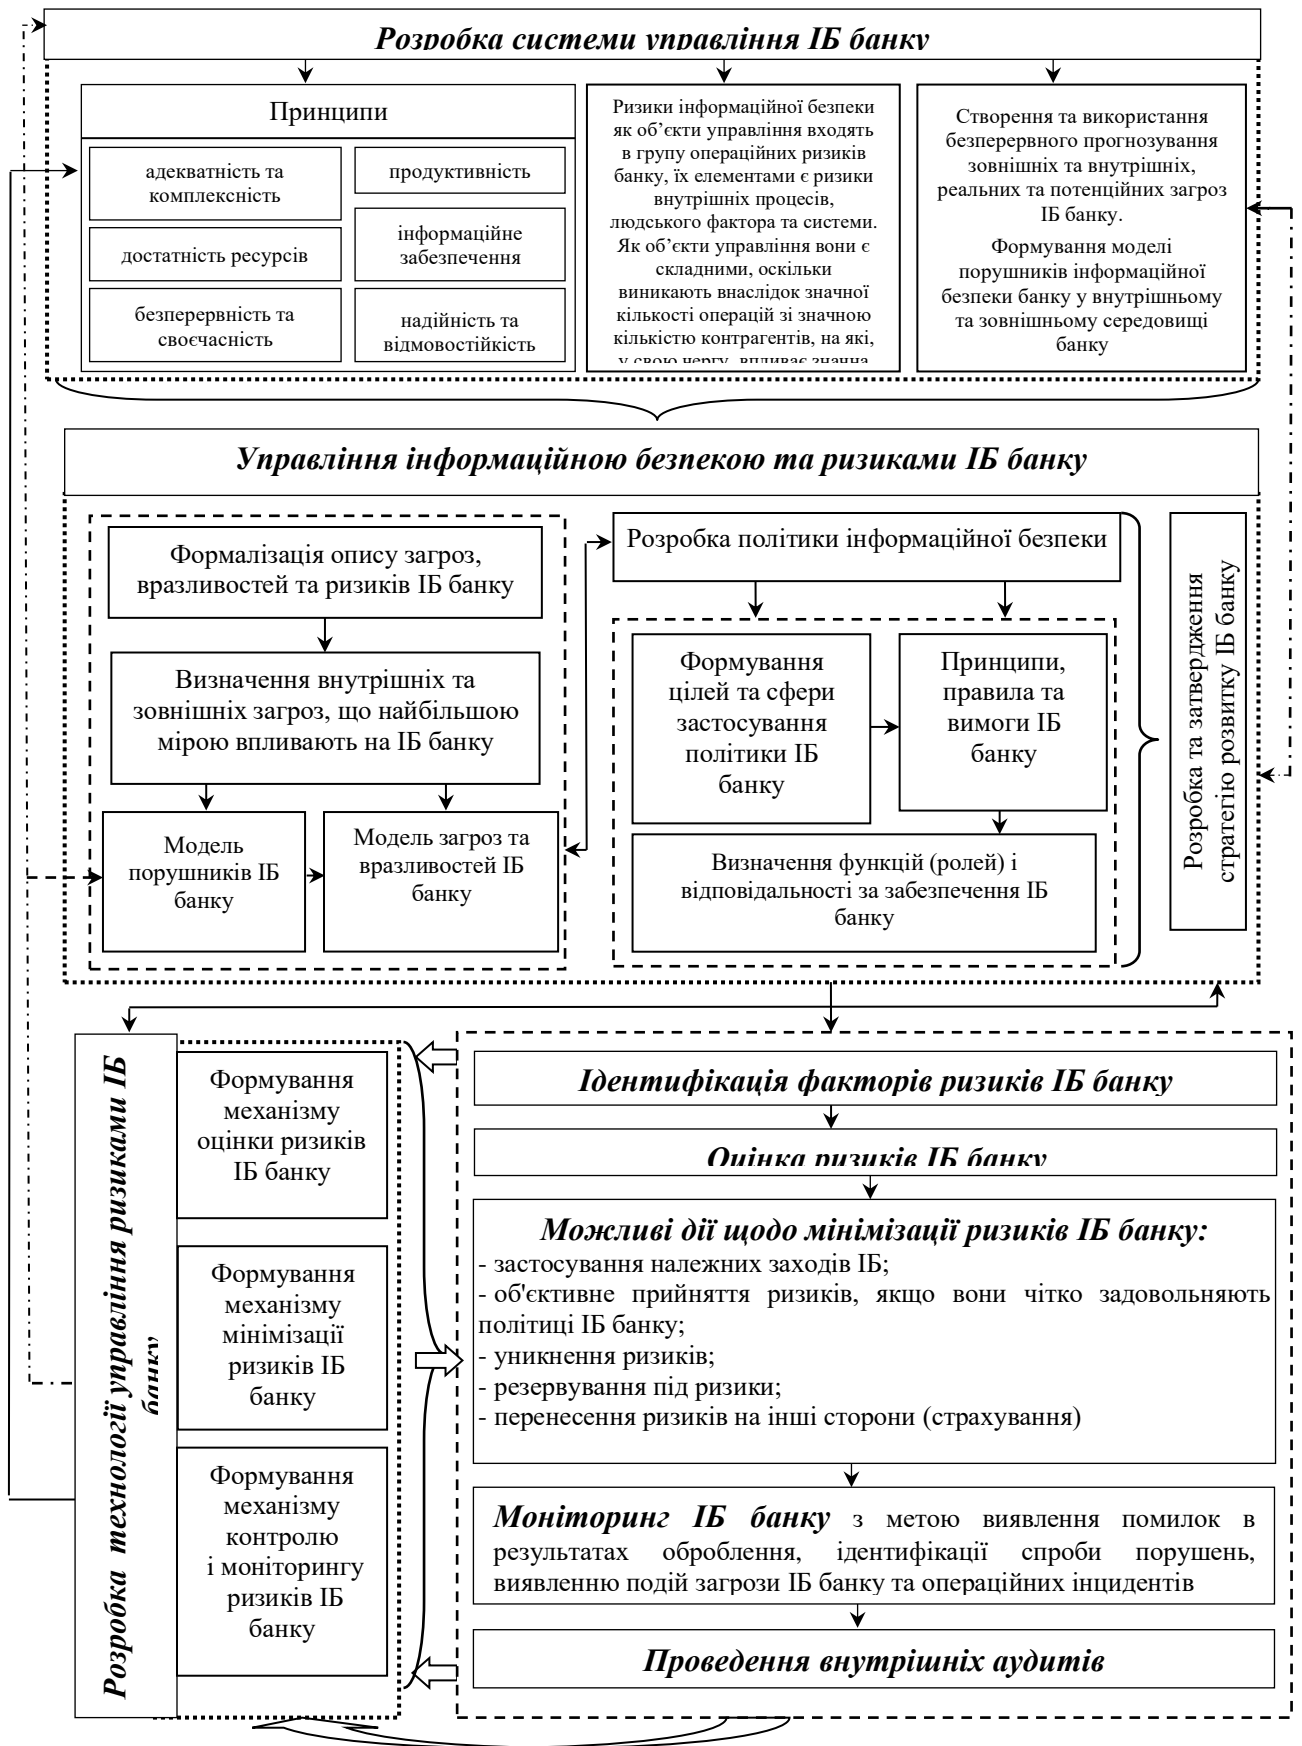 Розробка системи управління ІБ банку
Принципи
адекватність та
комплексність
продуктивність
достатність ресурсів
інформаційне
забезпечення
безперервність та
своєчасність
надійність та
відмовостійкість
Ризики інформаційної безпеки
як об’єкти управління входять
в групу операційних ризиків
банку, їх елементами є ризики
внутрішніх процесів,
людського фактора та системи.
Як об’єкти управління вони є
складними, оскільки
виникають внаслідок значної
кількості операцій зі значною
кількістю контрагентів, на які,
у свою чергу, впливає значна
Створення та використання
безперервного прогнозування
зовнішніх та внутрішніх,
реальних та потенційних загроз
ІБ банку.
Формування моделі
порушників інформаційної
безпеки банку у внутрішньому
та зовнішньому середовищі
банку
Управління інформаційною безпекою та ризиками ІБ банку
Формалізація опису загроз,
вразливостей та ризиків ІБ банку
Визначення внутрішніх та
зовнішніх загроз, що найбільшою
мірою впливають на ІБ банку
Модель
порушників ІБ
банку
Модель загроз та
вразливостей ІБ
банку
Розробка політики інформаційної безпеки
Формування
цілей та сфери
застосування
політики ІБ
банку
Принципи,
правила та
вимоги ІБ
банку
Визначення функцій (ролей) і
відповідальності за забезпечення ІБ
банку
Розробка та затвердження
стратегію розвитку ІБ банку
Розробка технології управління ризиками ІБ
банку
Формування
механізму
оцінки ризиків
ІБ банку
Формування
механізму
мінімізації
ризиків ІБ
банку
Формування
механізму
контролю
і моніторингу
ризиків ІБ
банку
Ідентифікація факторів ризиків ІБ банку
Оцінка ризиків ІБ банку
Можливі дії щодо мінімізації ризиків ІБ банку:
- застосування належних заходів ІБ;
- об'єктивне прийняття ризиків, якщо вони чітко задовольняють
політиці ІБ банку;
- уникнення ризиків;
- резервування під ризики;
- перенесення ризиків на інші сторони (страхування)
Моніторинг ІБ банку з метою виявлення помилок в
результатах оброблення, ідентифікації спроби порушень,
виявленню подій загрози ІБ банку та операційних інцидентів
Проведення внутрішніх аудитів